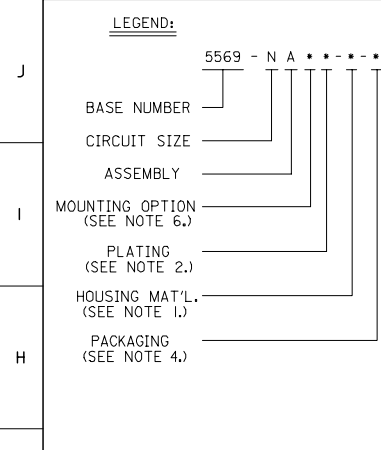 LEGEND:
5569 - N A * * - * - *
J
BASE NUMBER
CIRCUIT SIZE
ASSEMBLY
I
MOUNTING OPTION
(SEE NOTE 6.)
PLATING
(SEE NOTE 2.)
HOUSING MAT'L.
(SEE NOTE 1.)
H
PACKAGING
(SEE NOTE 4.)